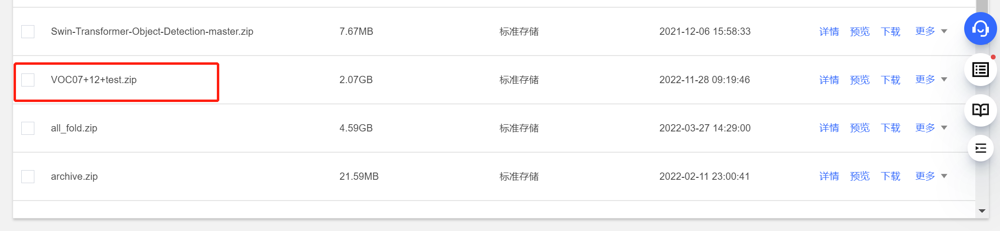 Swin-Transformer-Object-Detection-master.zip 7.67MB 标准存储 2021-12-06 15:58:33 详情 预览 下载 更多
VOC07+12+test.zip 2.07GB 标准存储 2022-11-28 09:19:46 详情 预览 下载 更多
all_fold.zip 4.59GB 标准存储 2022-03-27 14:29:00 详情 预览 下载 更多
archive.zip 21.59MB 标准存储 2022-02-11 23:00:41 详情 预览 下载 更多